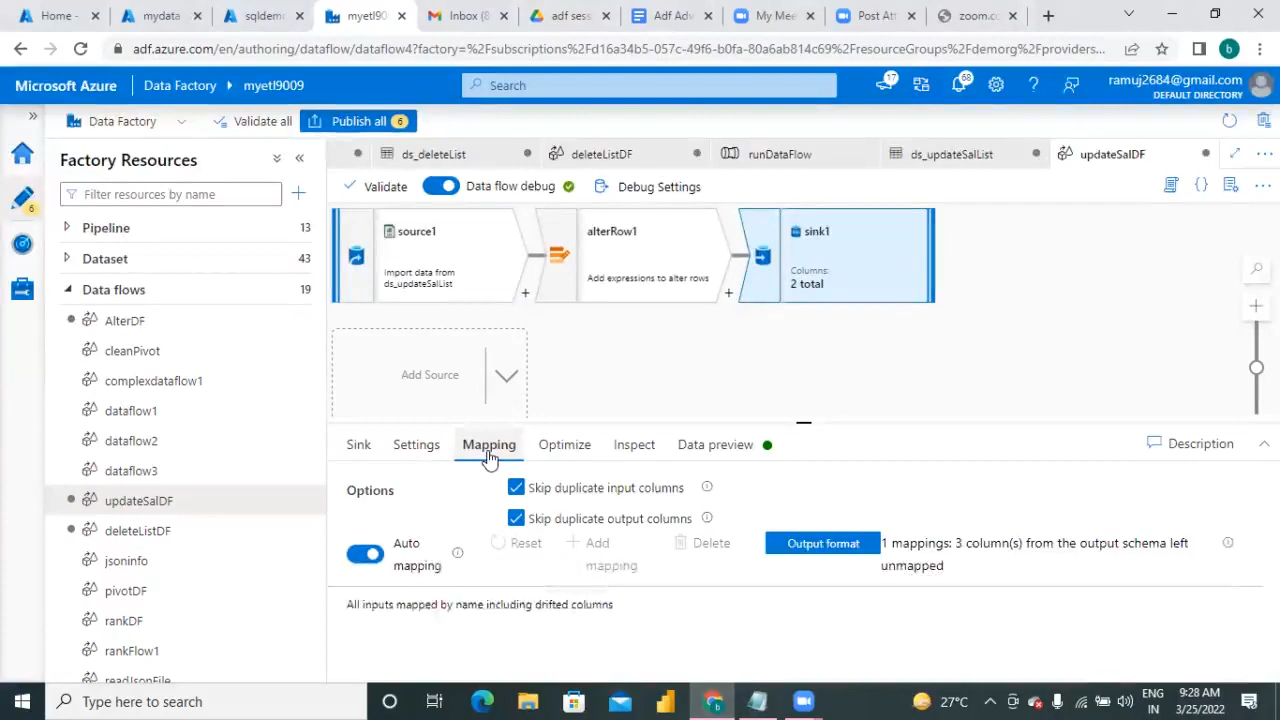 Home -
mydata
sqldem
myetl90
Inbox (8
adf sess
Adf Adv
My Mee
Post Att
zoom.c
adf.azure.com/en/authoring/dataflow/dataflow4?factory=%2Fsubscriptions%2Fd16a34b5-057c-49f6-b0fa-80a6ab814c69%2FresourceGroups%2Fdemorg%2Fproviders...
b
Microsoft Azure
Data Factory
myetl9009
Search
17
68
ramuj2684@gmail.com
DEFAULT DIRECTORY
Data Factory
Validate all
Publish all 6
Factory Resources
ds_deleteList
deleteListDF
runDataFlow
ds_updateSalList
updateSalDF
Filter resources by name
Validate
Data flow debug
Debug Settings
6
Pipeline 13
Dataset 43
Data flows 19
AlterDF
cleanPivot
complexdataflow1
dataflow1
dataflow2
dataflow3
updateSalDF
deleteListDF
jsoninfo
pivotDF
rankDF
rankFlow1
readJsonFile
source1
Import data from
ds_updateSalList
alterRow1
Add expressions to alter rows
sink1
Columns:
2 total
Add Source
Sink
Settings
Mapping
Optimize
Inspect
Data preview
Description
Options
Skip duplicate input columns
Skip duplicate output columns
Auto
mapping
Reset
Add
mapping
Delete
Output format
1 mappings: 3 column(s) from the output schema left
unmapped
All inputs mapped by name including drifted columns
Type here to search
b
27°C
ENG
IN
9:28 AM
3/25/2022